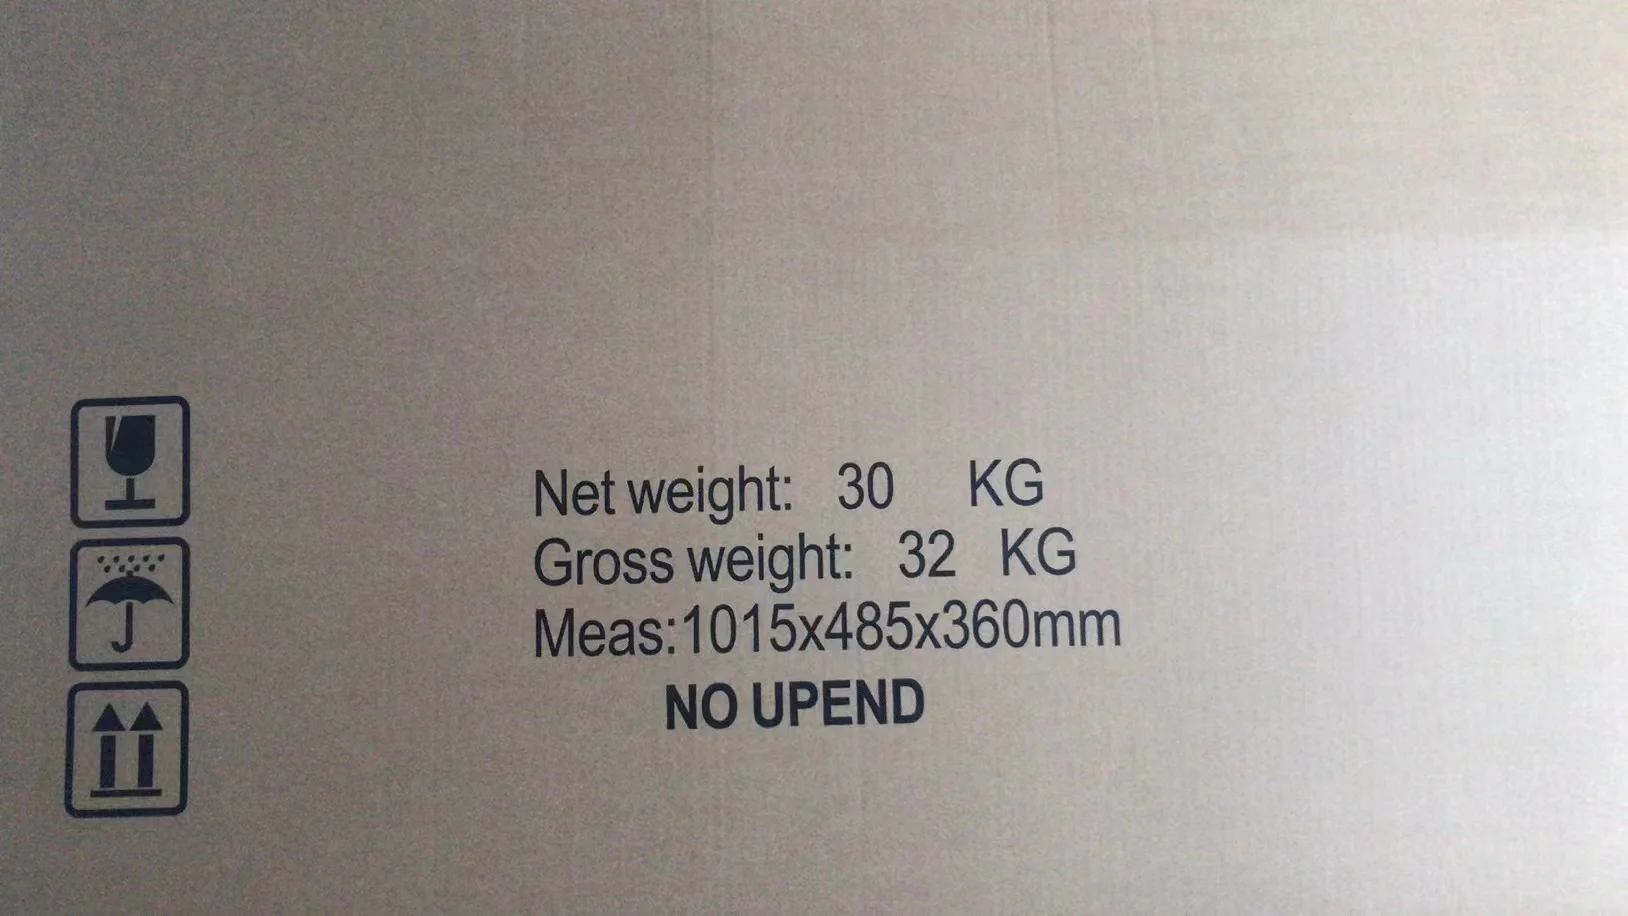 Net weight: 30 KG
Gross weight: 32 KG
Meas:1015x485x360mm
NO UPEND